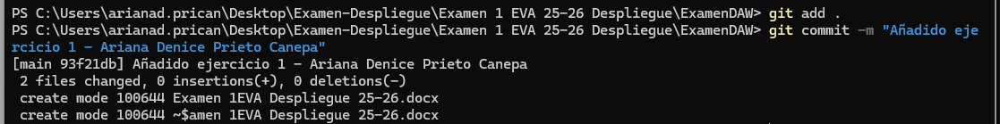 PS C:\Users\arianad.prican\Desktop\Examen-Despliegue\Examen 1 EVA 25-26 Despliegue\ExamenDAW> git add .
PS C:\Users\arianad.prican\Desktop\Examen-Despliegue\Examen 1 EVA 25-26 Despliegue\ExamenDAW> git commit -m "Añadido eje
rcicio 1 - Ariana Denice Prieto Canepa"
[main 93f21db] Añadido ejercicio 1 - Ariana Denice Prieto Canepa
 2 files changed, 0 insertions(+), 0 deletions(-)
 create mode 100644 Examen 1EVA Despliegue 25-26.docx
 create mode 100644 ~$amen 1EVA Despliegue 25-26.docx